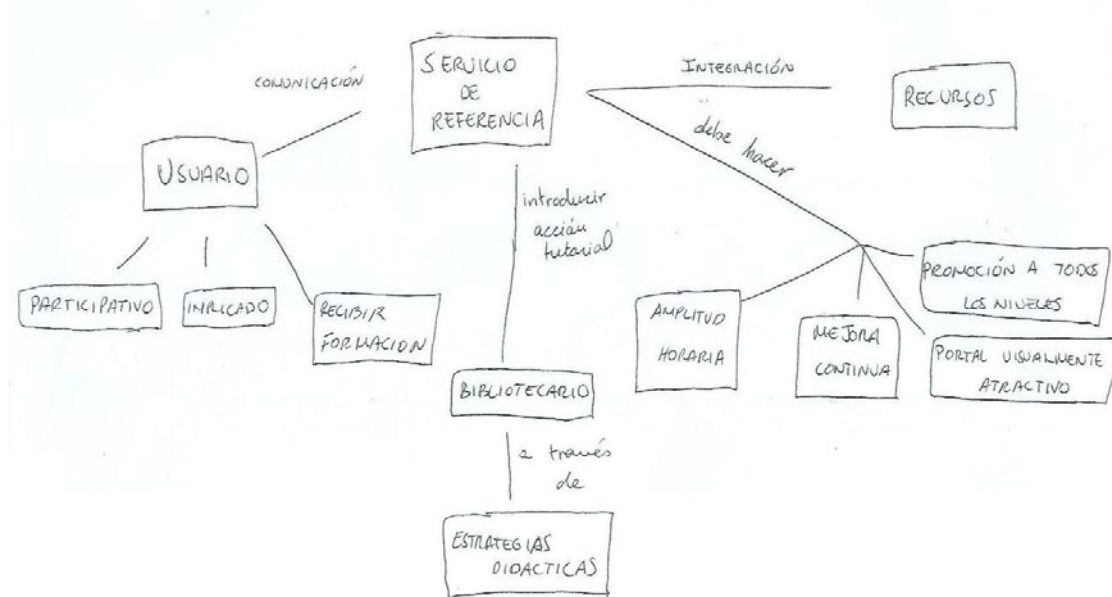 SERVICIO
DE
REFERENCIA
COMUNICACIÓN
INTEGRACIÓN
RECURSOS
debe hacer
USUARIO
introducir
acción
tutorial
PARTICIPATIVO
IMPLICADO
RECIBIR
FORMACION
AMPLITUD
HORARIA
MEJORA
CONTINUA
PROMOCIÓN A TODOS
LOS NIVELES
PORTAL VISUALMENTE
ATRACTIVO
BIBLIOTECARIO
a través
de
ESTRATEGIAS
DIDACTICAS